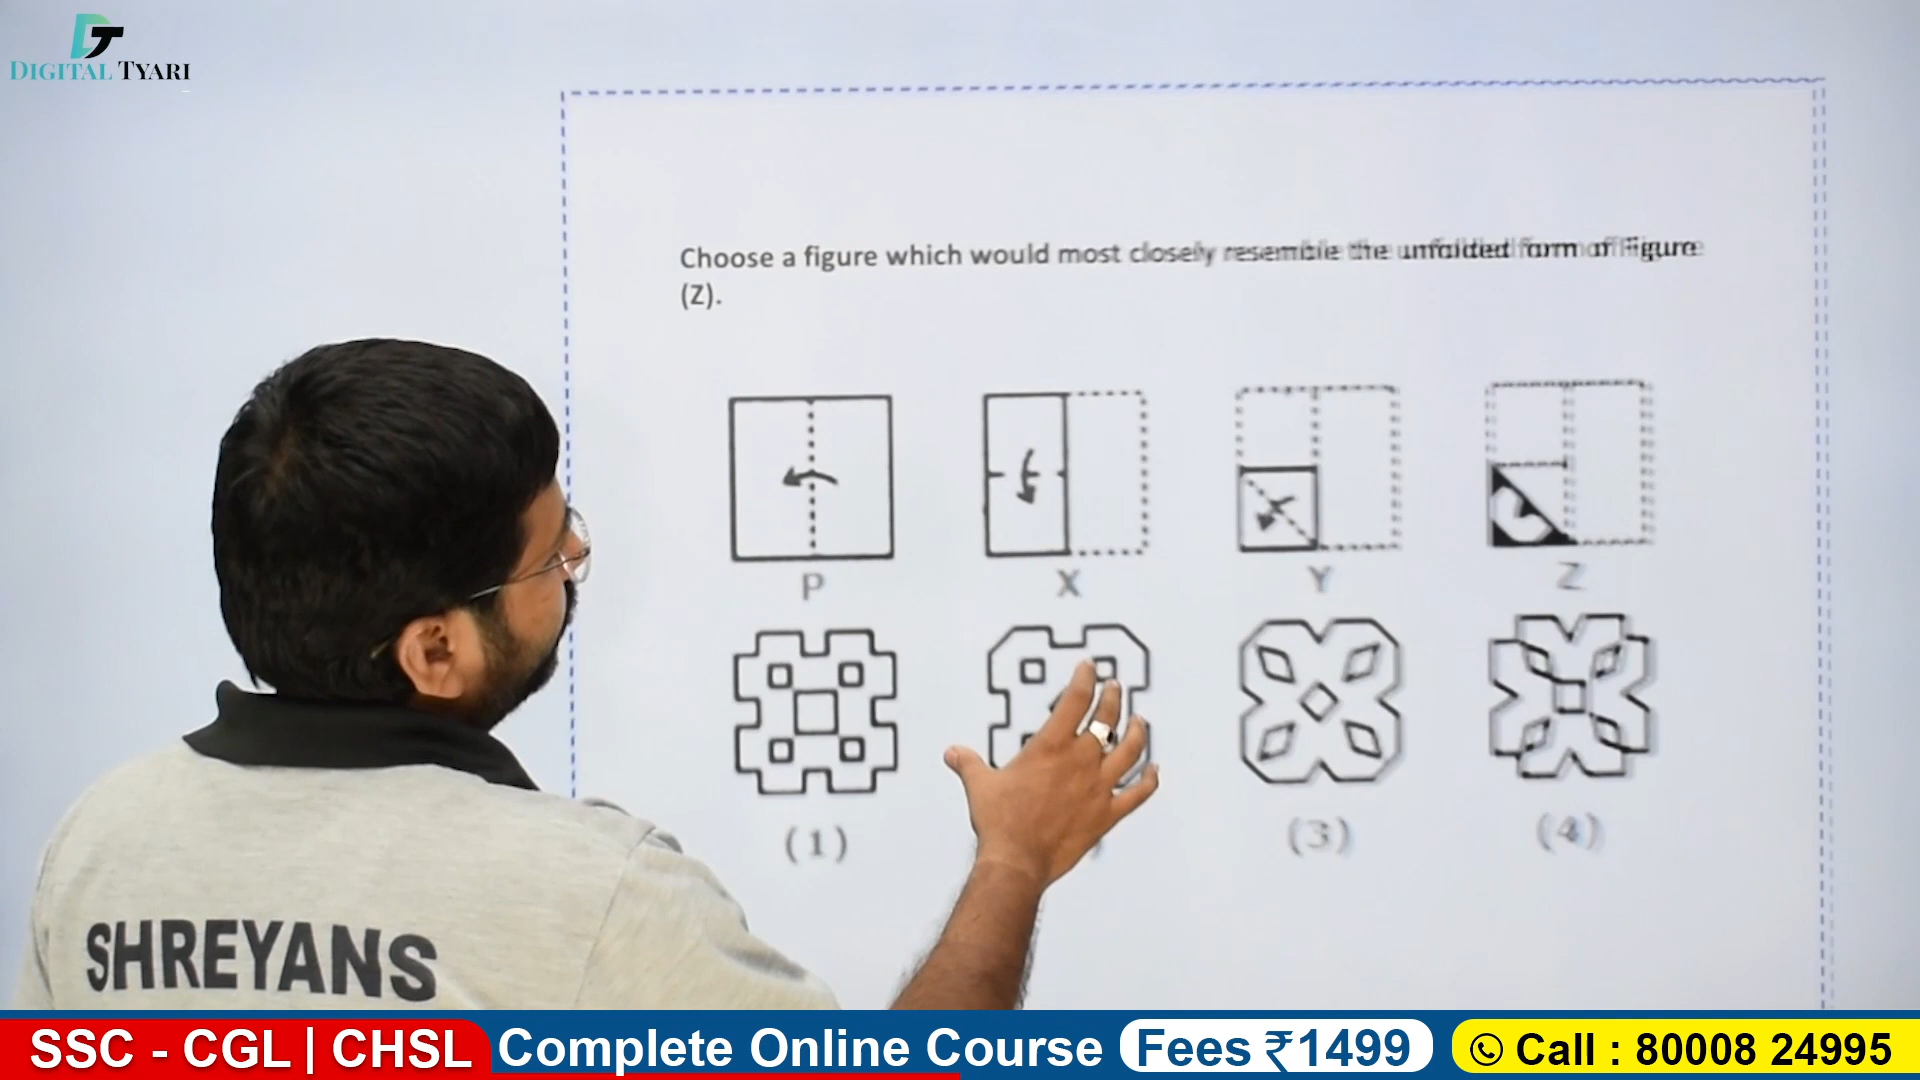 DT
DIGITAL TYARI
Choose a figure which would most closely resemble the unfolded form of Figure
(Z).
P
X
Y
Z
(1)
(3)
(4)
SHREYANS
SSC - CGL | CHSL
Complete Online Course
Fees ₹1499
Call : 80008 24995